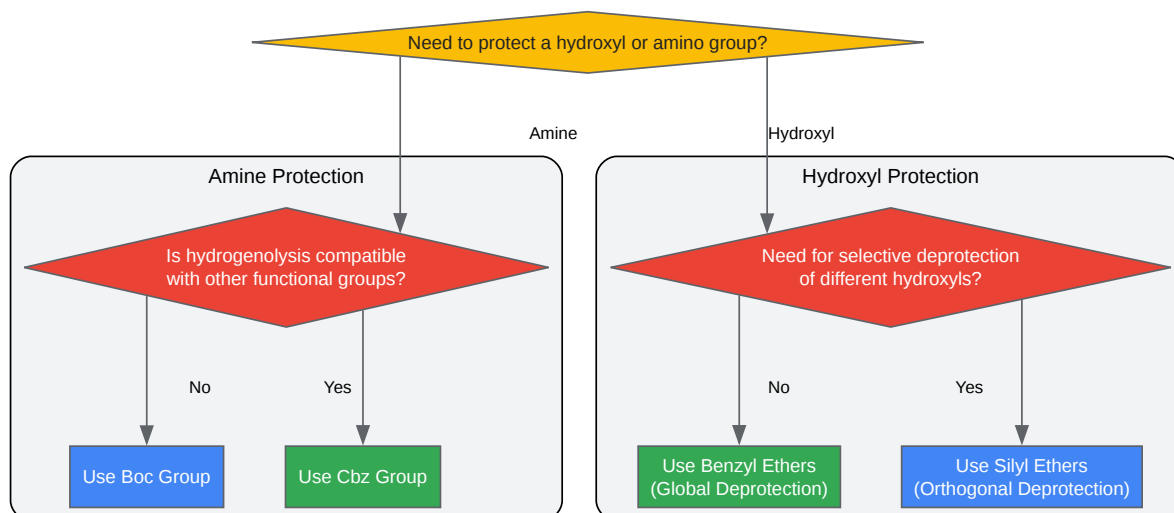 Need to protect a hydroxyl or amino group?
Amine
Hydroxyl
Amine Protection
Is hydrogenolysis compatible
with other functional groups?
No
Yes
Use Boc Group
Use Cbz Group
Hydroxyl Protection
Need for selective deprotection
of different hydroxyls?
No
Yes
Use Benzyl Ethers
(Global Deprotection)
Use Silyl Ethers
(Orthogonal Deprotection)